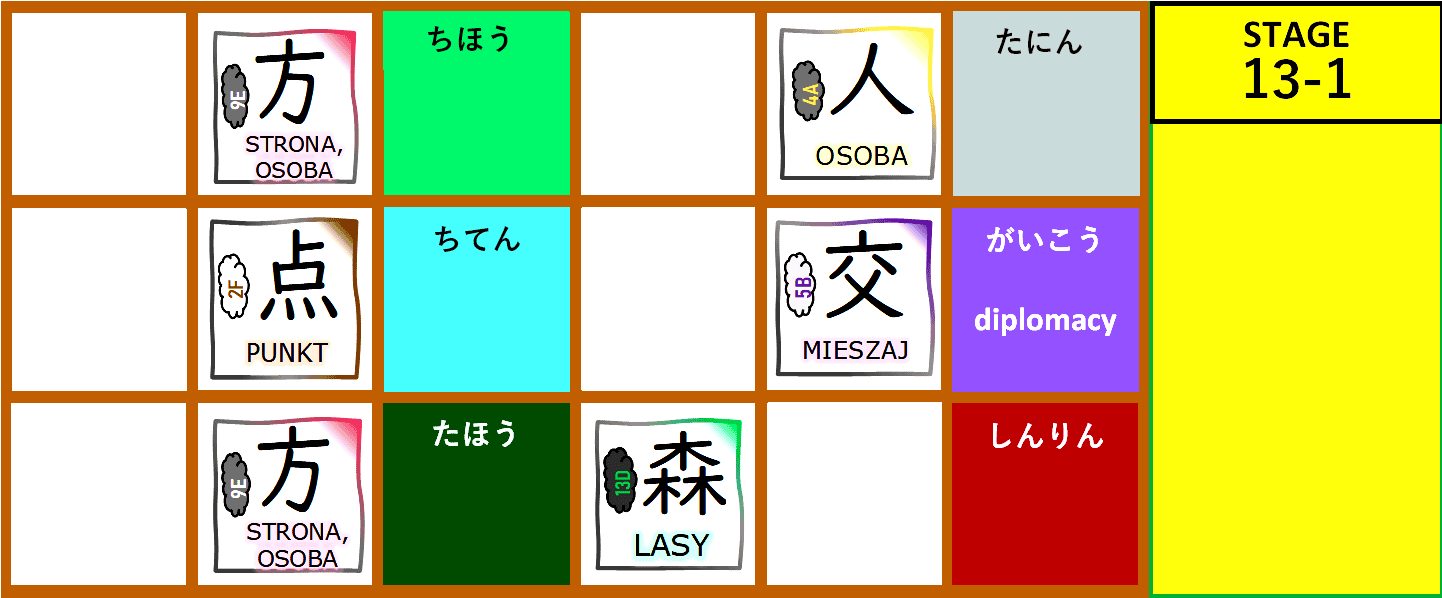 9E
方
STRONA,
OSOBA
ちほう
4A
人
OSOBA
たにん
STAGE
13-1
2F
点
PUNKT
ちてん
5B
交
MIESZAJ
がいこう
diplomacy
9E
方
STRONA,
OSOBA
たほう
13D
森
LASY
しんりん